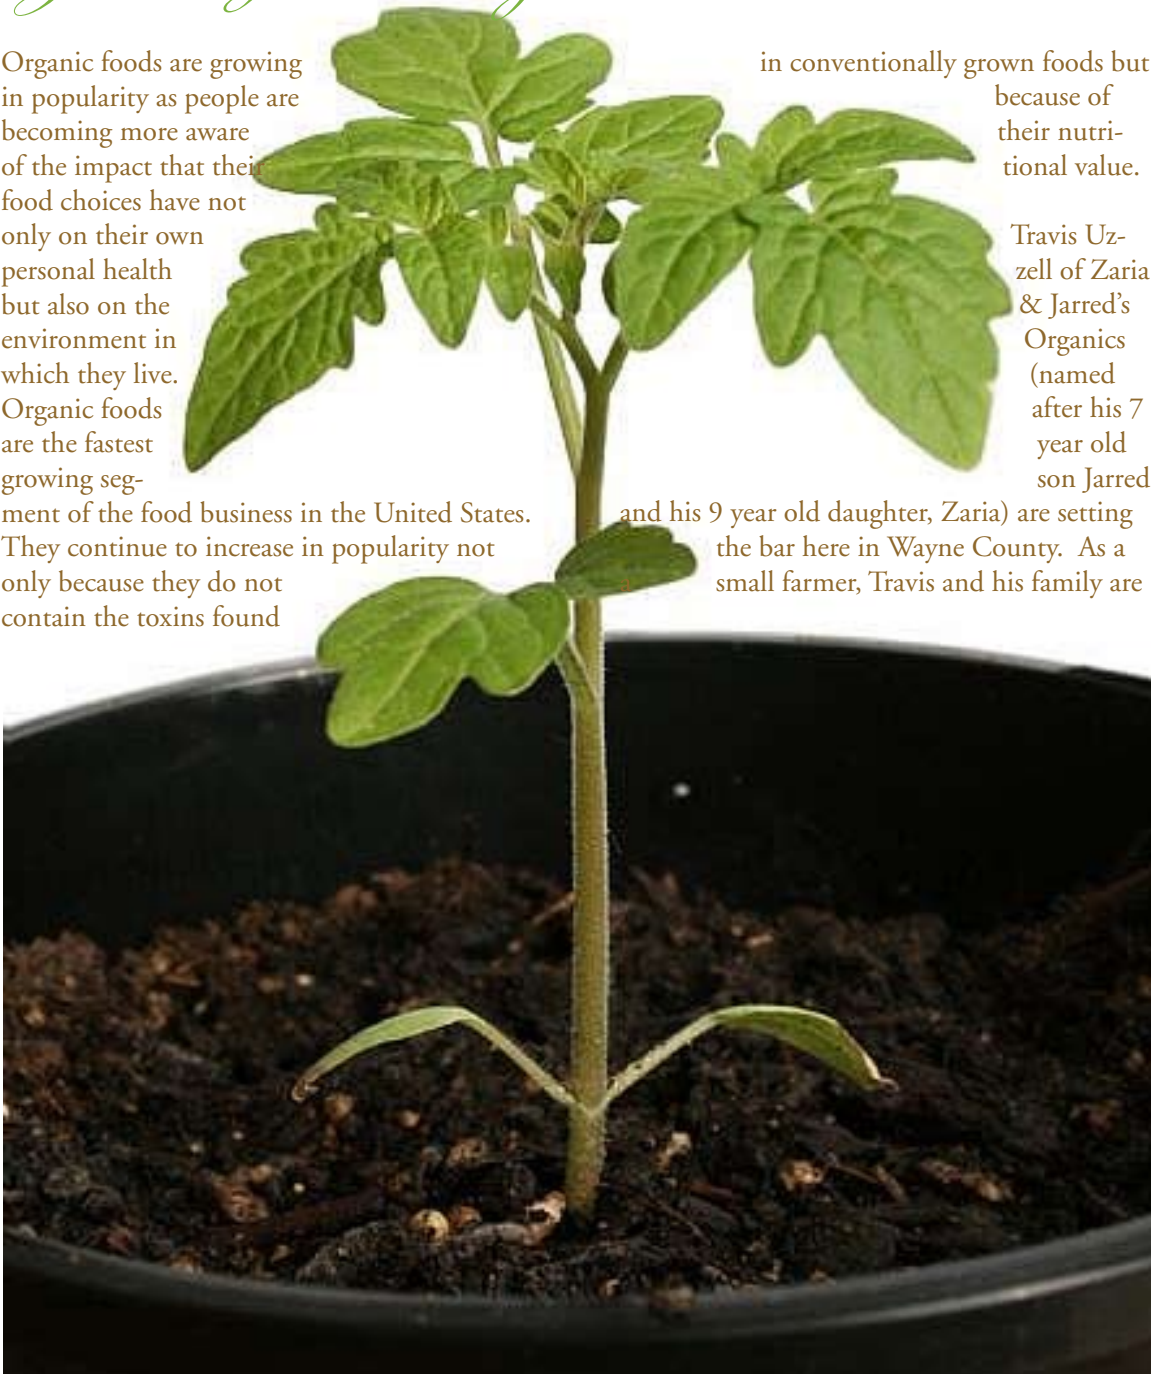 Organic foods are growing
in popularity as people are
becoming more aware
of the impact that their
food choices have not
only on their own
personal health
but also on the
environment in
which they live.
Organic foods
are the fastest
growing seg-
ment of the food business in the United States.
They continue to increase in popularity not
only because they do not
contain the toxins found
in conventionally grown foods but
because of
their nutri-
tional value.
Travis Uz-
zell of Zaria
& Jarred's
Organics
(named
after his 7
year old
son Jarred
and his 9 year old daughter, Zaria) are setting
the bar here in Wayne County.  As a
small farmer, Travis and his family are